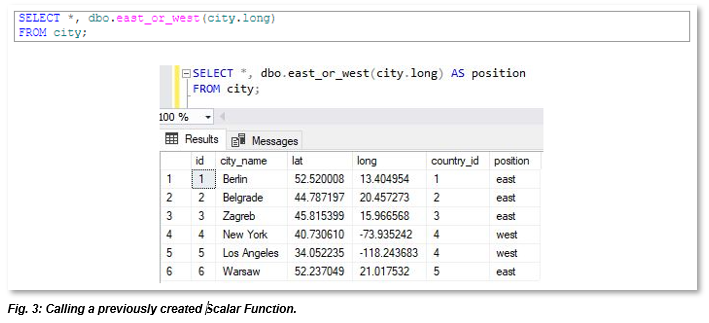 SELECT *, dbo.east_or_west(city.long)
FROM city;
SELECT *, dbo.east_or_west(city.long) AS position
FROM city;
100 %
Results Messages
id city_name lat long country_id position
1 1 Berlin 52.520008 13.404954 1 east
2 2 Belgrade 44.787197 20.457273 2 east
3 3 Zagreb 45.815399 15.966568 3 east
4 4 New York 40.730610 -73.935242 4 west
5 5 Los Angeles 34.052235 -118.243683 4 west
6 6 Warsaw 52.237049 21.017532 5 east
Fig. 3: Calling a previously created Scalar Function.